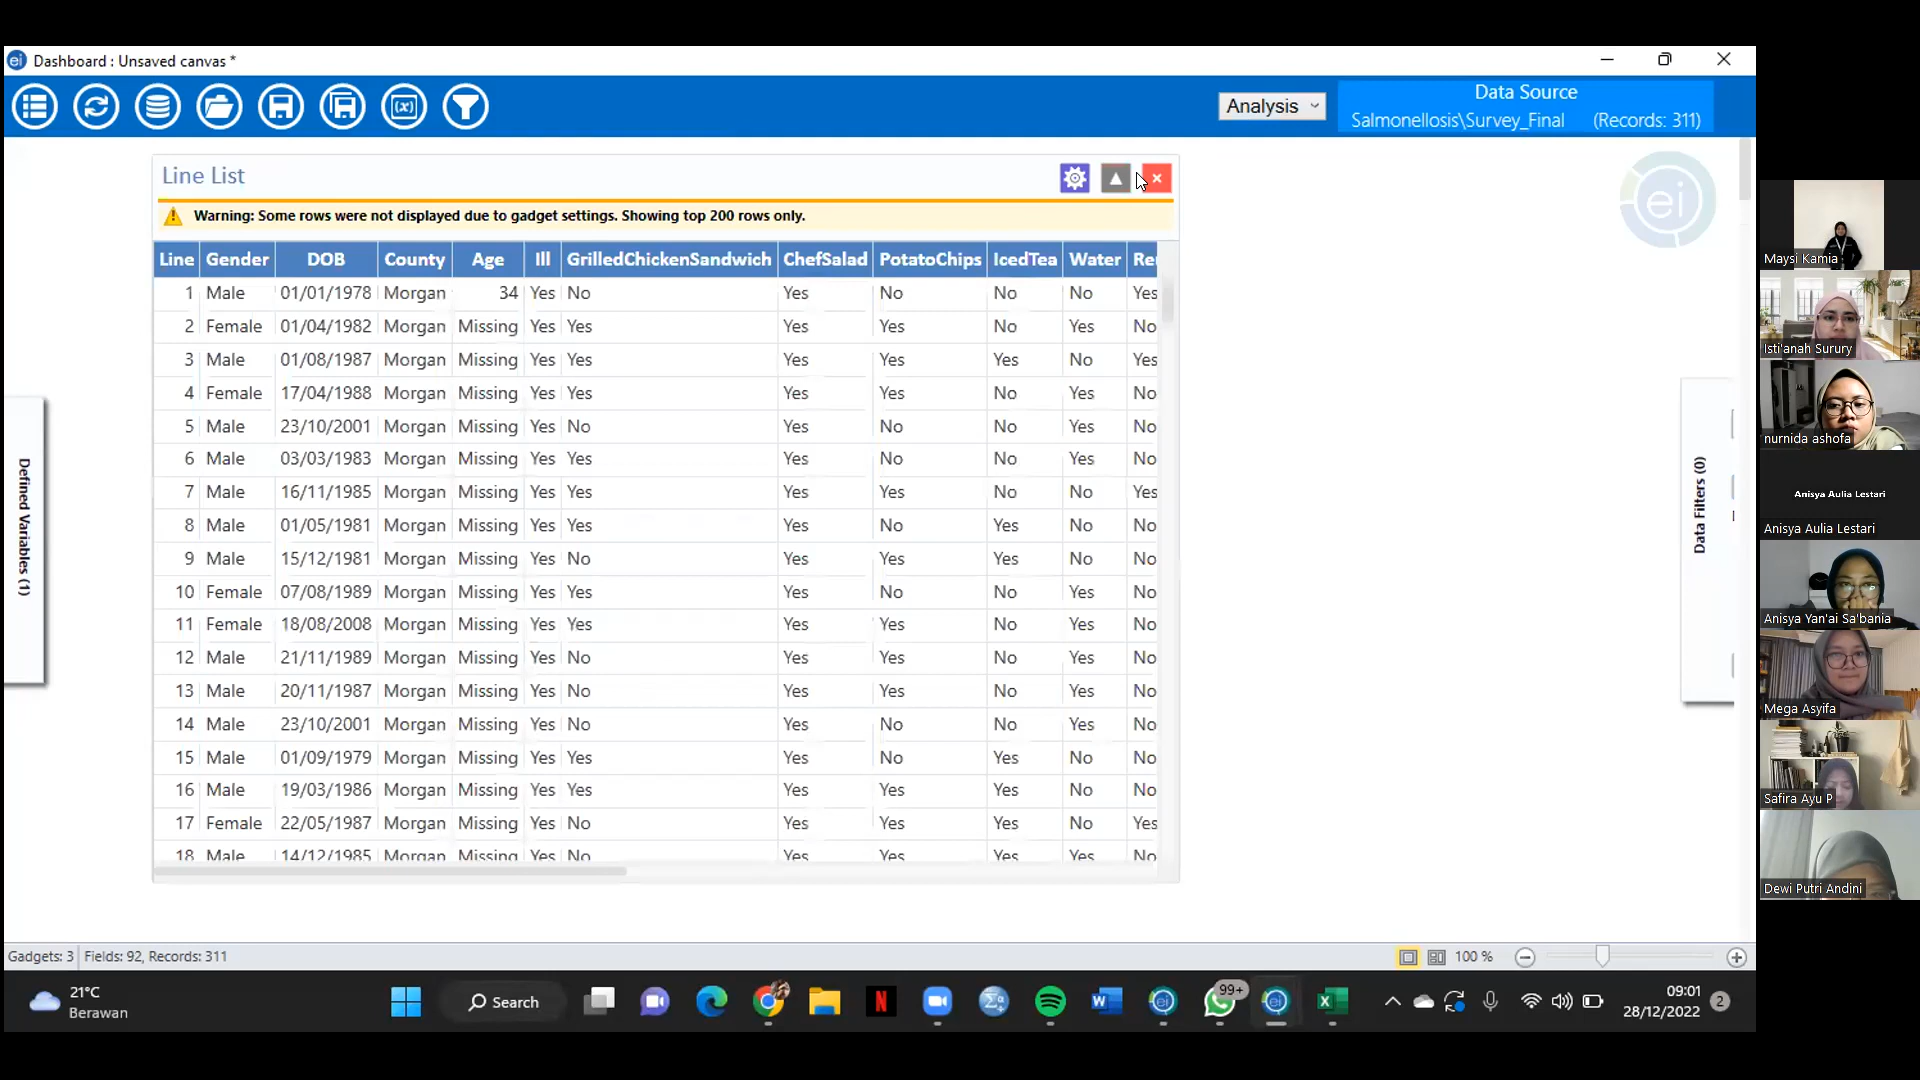 Dashboard : Unsaved canvas *
Analysis
Data Source
Salmonellosis\Survey_Final (Records: 311)
Line List
Warning: Some rows were not displayed due to gadget settings. Showing top 200 rows only.
Line Gender DOB County Age Ill GrilledChickenSandwich ChefSalad PotatoChips IcedTea Water
1 Male 01/01/1978 Morgan 34 Yes No Yes No No No Yes
2 Female 01/04/1982 Morgan Missing Yes Yes Yes Yes No Yes No
3 Male 01/08/1987 Morgan Missing Yes Yes Yes Yes Yes No Yes
4 Female 17/04/1988 Morgan Missing Yes Yes Yes Yes No Yes No
5 Male 23/10/2001 Morgan Missing Yes No Yes No No Yes No
6 Male 03/03/1983 Morgan Missing Yes Yes Yes No No Yes No
7 Male 16/11/1985 Morgan Missing Yes Yes Yes Yes No No Yes
8 Male 01/05/1981 Morgan Missing Yes Yes Yes No Yes No No
9 Male 15/12/1981 Morgan Missing Yes No Yes Yes Yes No No
10 Female 07/08/1989 Morgan Missing Yes Yes Yes No No Yes No
11 Female 18/08/2008 Morgan Missing Yes Yes Yes Yes No Yes No
12 Male 21/11/1989 Morgan Missing Yes No Yes Yes No Yes No
13 Male 20/11/1987 Morgan Missing Yes No Yes Yes No Yes No
14 Male 23/10/2001 Morgan Missing Yes No Yes No No Yes No
15 Male 01/09/1979 Morgan Missing Yes Yes Yes No Yes No No
16 Male 19/03/1986 Morgan Missing Yes Yes Yes Yes Yes No No
17 Female 22/05/1987 Morgan Missing Yes No Yes Yes Yes No Yes
18 Male 14/12/1985 Morgan Missing Yes No Yes Yes Yes Yes No
Defined Variables (1)
Data Filters (0)
Gadgets: 3 Fields: 92, Records: 311
100 %
21°C
Berawan
Search
99+
09:01
28/12/2022
2
Maysi Kamia
Isti'anah Surury
nurnida ashofa
Anisya Aulia Lestari
Anisya Aulia Lestari
Anisya Yan'ai Sa'bania
Mega Asyifa
Safira Ayu P
Dewi Putri Andini